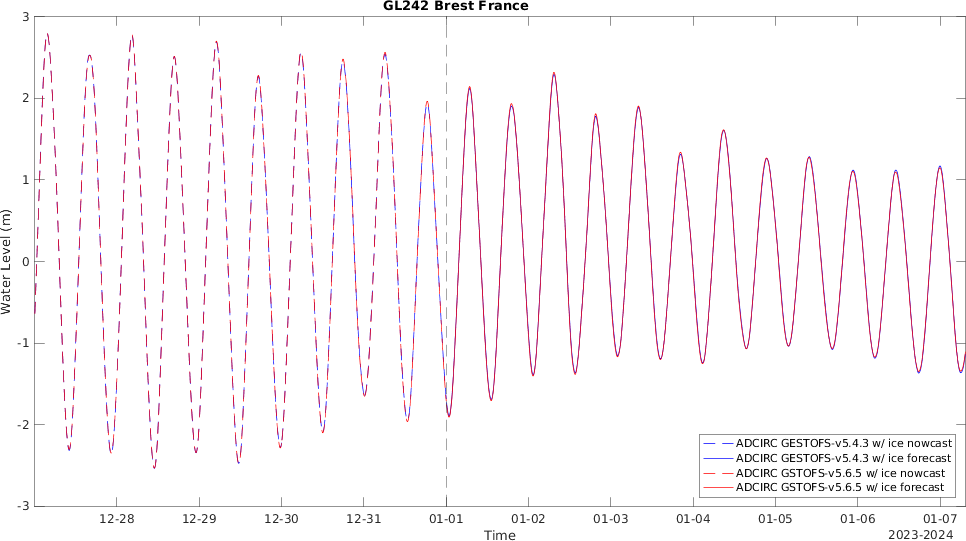 GL242 Brest France
3
2
1
0
-1
-2
-3
Water Level (m)
ADCIRC GESTOFS-v5.4.3 w/ ice nowcast
ADCIRC GESTOFS-v5.4.3 w/ ice forecast
ADCIRC GSTOFS-v5.6.5 w/ ice nowcast
ADCIRC GSTOFS-v5.6.5 w/ ice forecast
12-28 12-29 12-30 12-31 01-01 01-02 01-03 01-04 01-05 01-06 01-07
Time
2023-2024